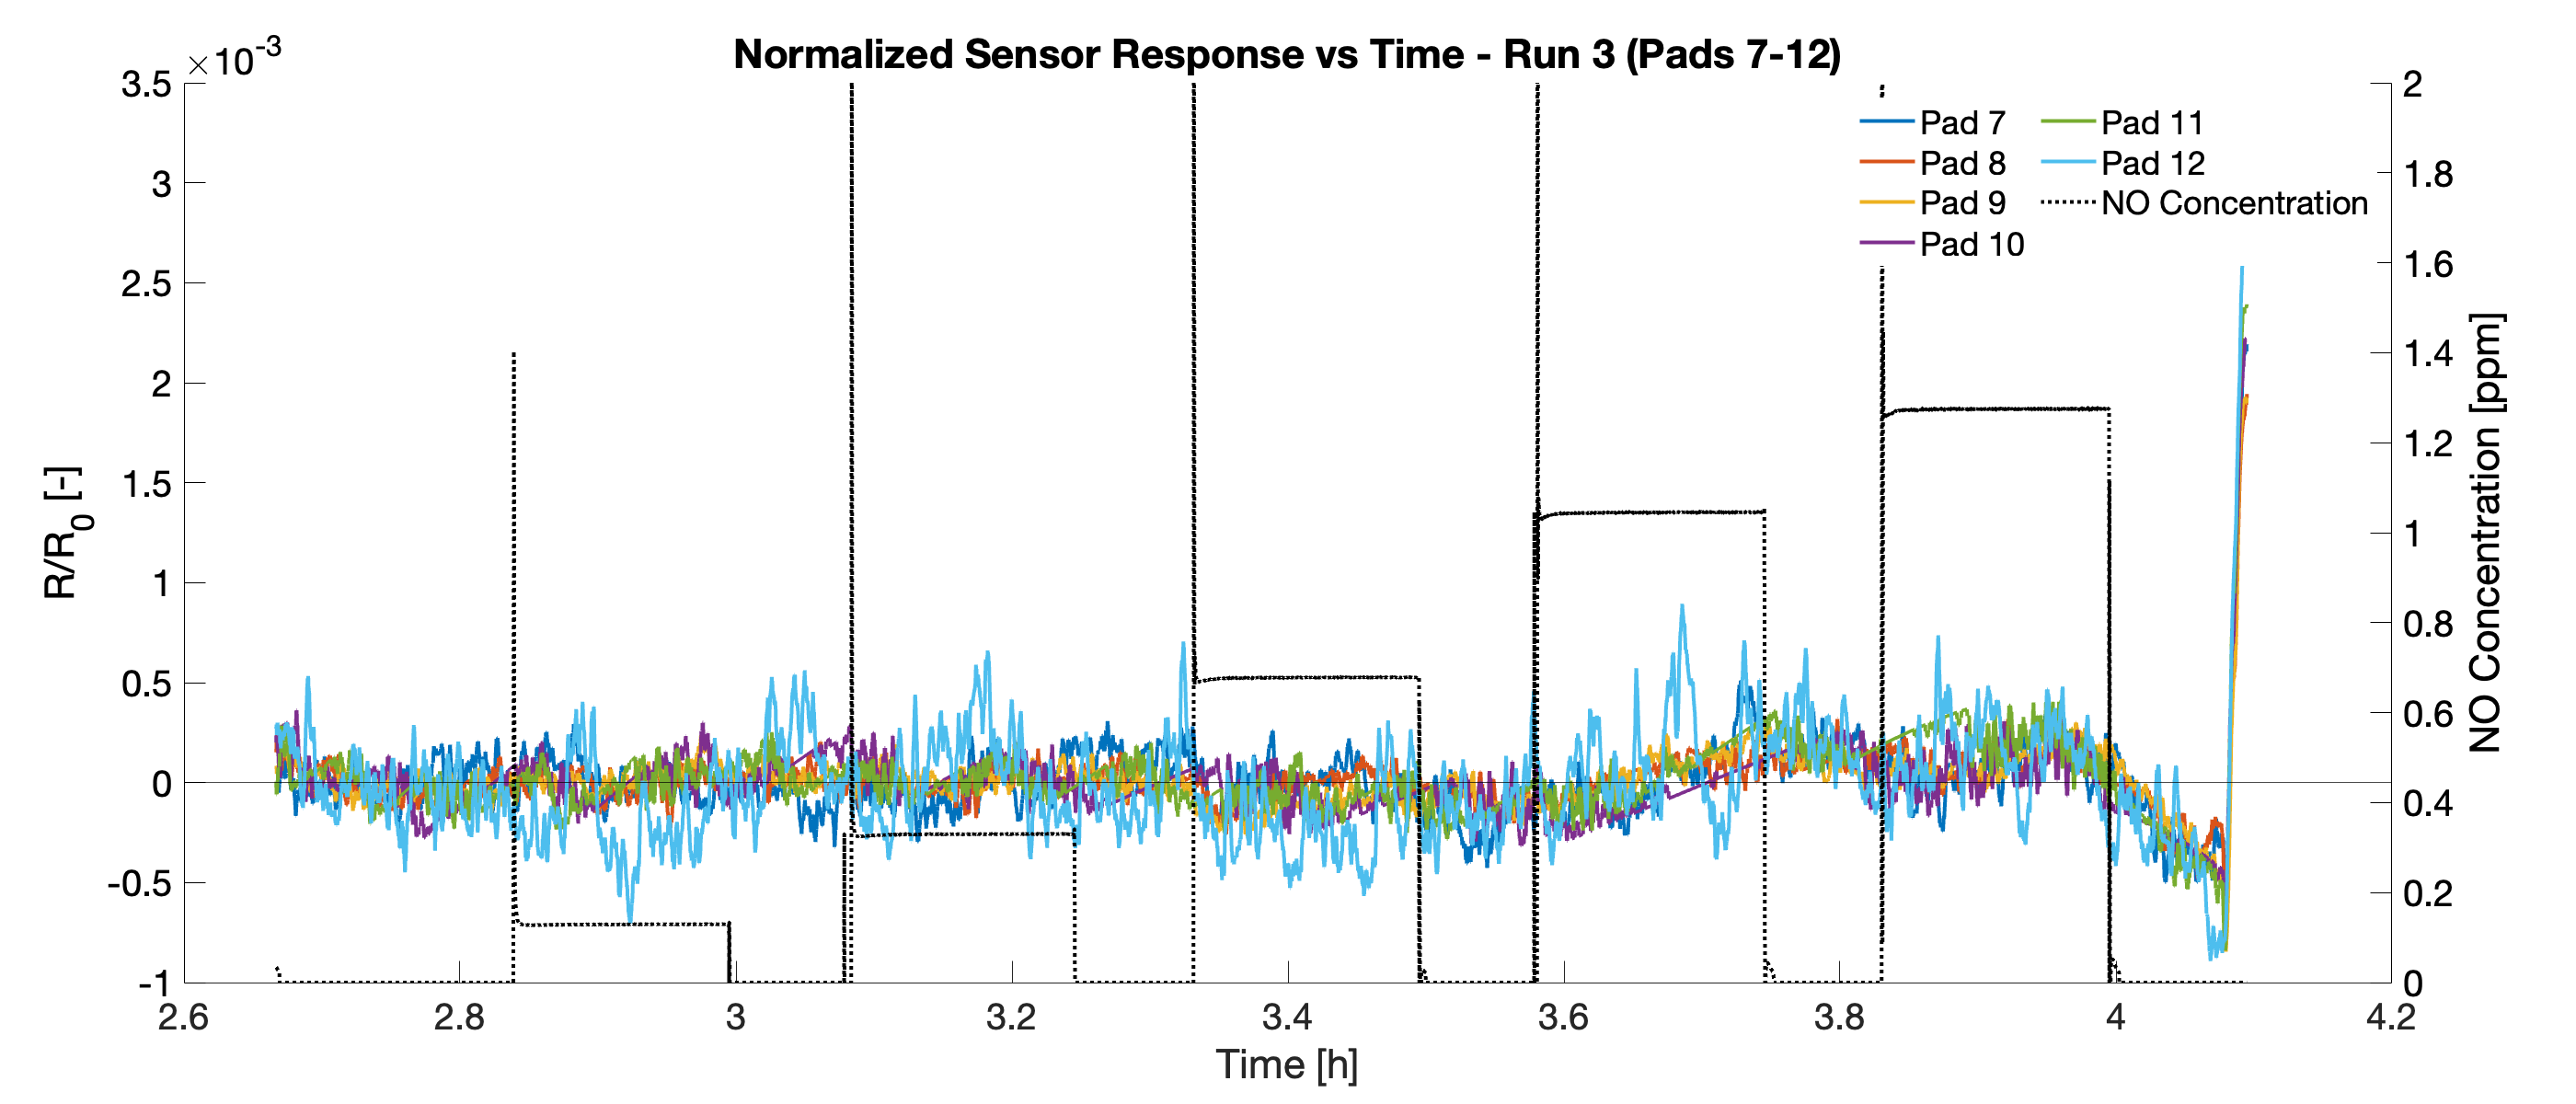 Normalized Sensor Response vs Time - Run 3 (Pads 7-12)
×10-3
3.5
3
2.5
2
1.5
1
0.5
0
-0.5
-1
R/R0 [-]
2
1.8
1.6
1.4
1.2
1
0.8
0.6
0.4
0.2
0
NO Concentration [ppm]
Pad 7
Pad 8
Pad 9
Pad 10
Pad 11
Pad 12
NO Concentration
2.6 2.8 3 3.2 3.4 3.6 3.8 4 4.2
Time [h]